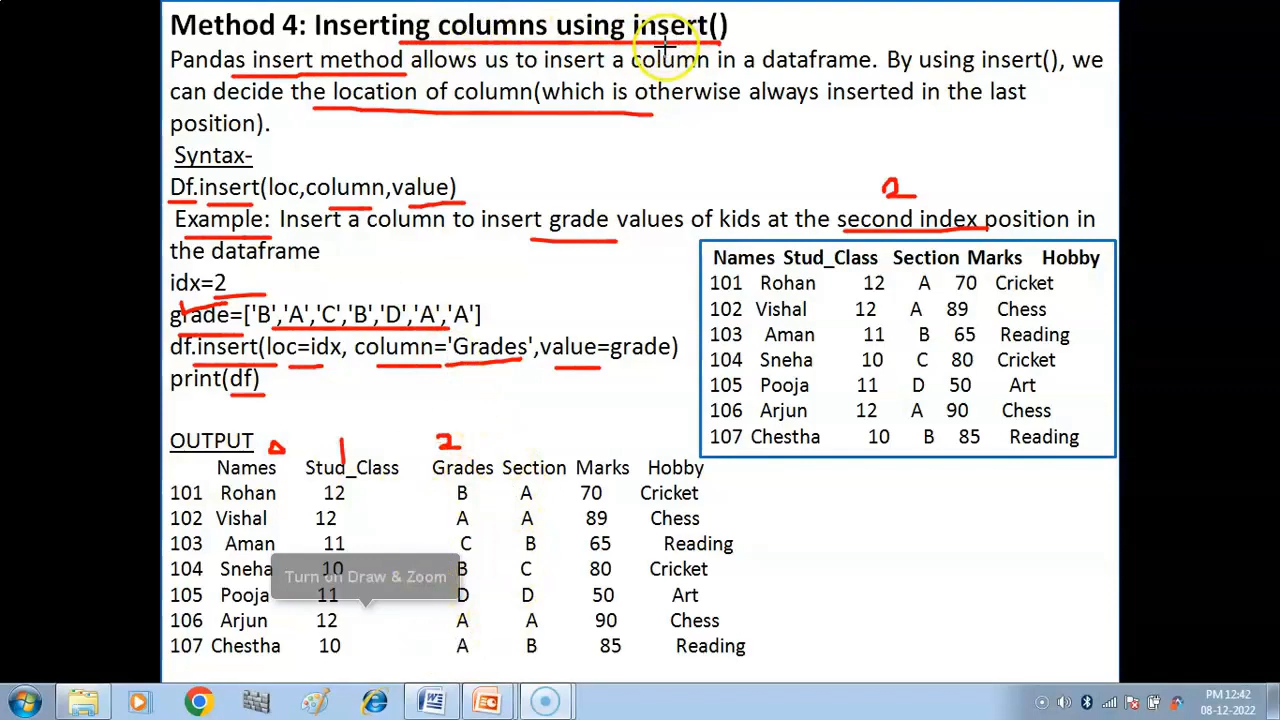 Method 4: Inserting columns using insert()
Pandas insert method allows us to insert a column in a dataframe. By using insert(), we
can decide the location of column(which is otherwise always inserted in the last
position).
Syntax-
Df.insert(loc,column,value)
2
Example: Insert a column to insert grade values of kids at the second index position in
the dataframe
idx=2
grade=['B','A','C','B','D','A','A']
df.insert(loc=idx, column='Grades',value=grade)
print(df)
Names Stud_Class Section Marks Hobby
101 Rohan 12 A 70 Cricket
102 Vishal 12 A 89 Chess
103 Aman 11 B 65 Reading
104 Sneha 10 C 80 Cricket
105 Pooja 11 D 50 Art
106 Arjun 12 A 90 Chess
107 Chestha 10 B 85 Reading
OUTPUT
0 1 2
Names Stud_Class Grades Section Marks Hobby
101 Rohan 12 B A 70 Cricket
102 Vishal 12 A A 89 Chess
103 Aman 11 C B 65 Reading
104 Sneha 10 B C 80 Cricket
Turn on Draw & Zoom
105 Pooja 11 D D 50 Art
106 Arjun 12 A A 90 Chess
107 Chestha 10 A B 85 Reading
PM 12:42
08-12-2022